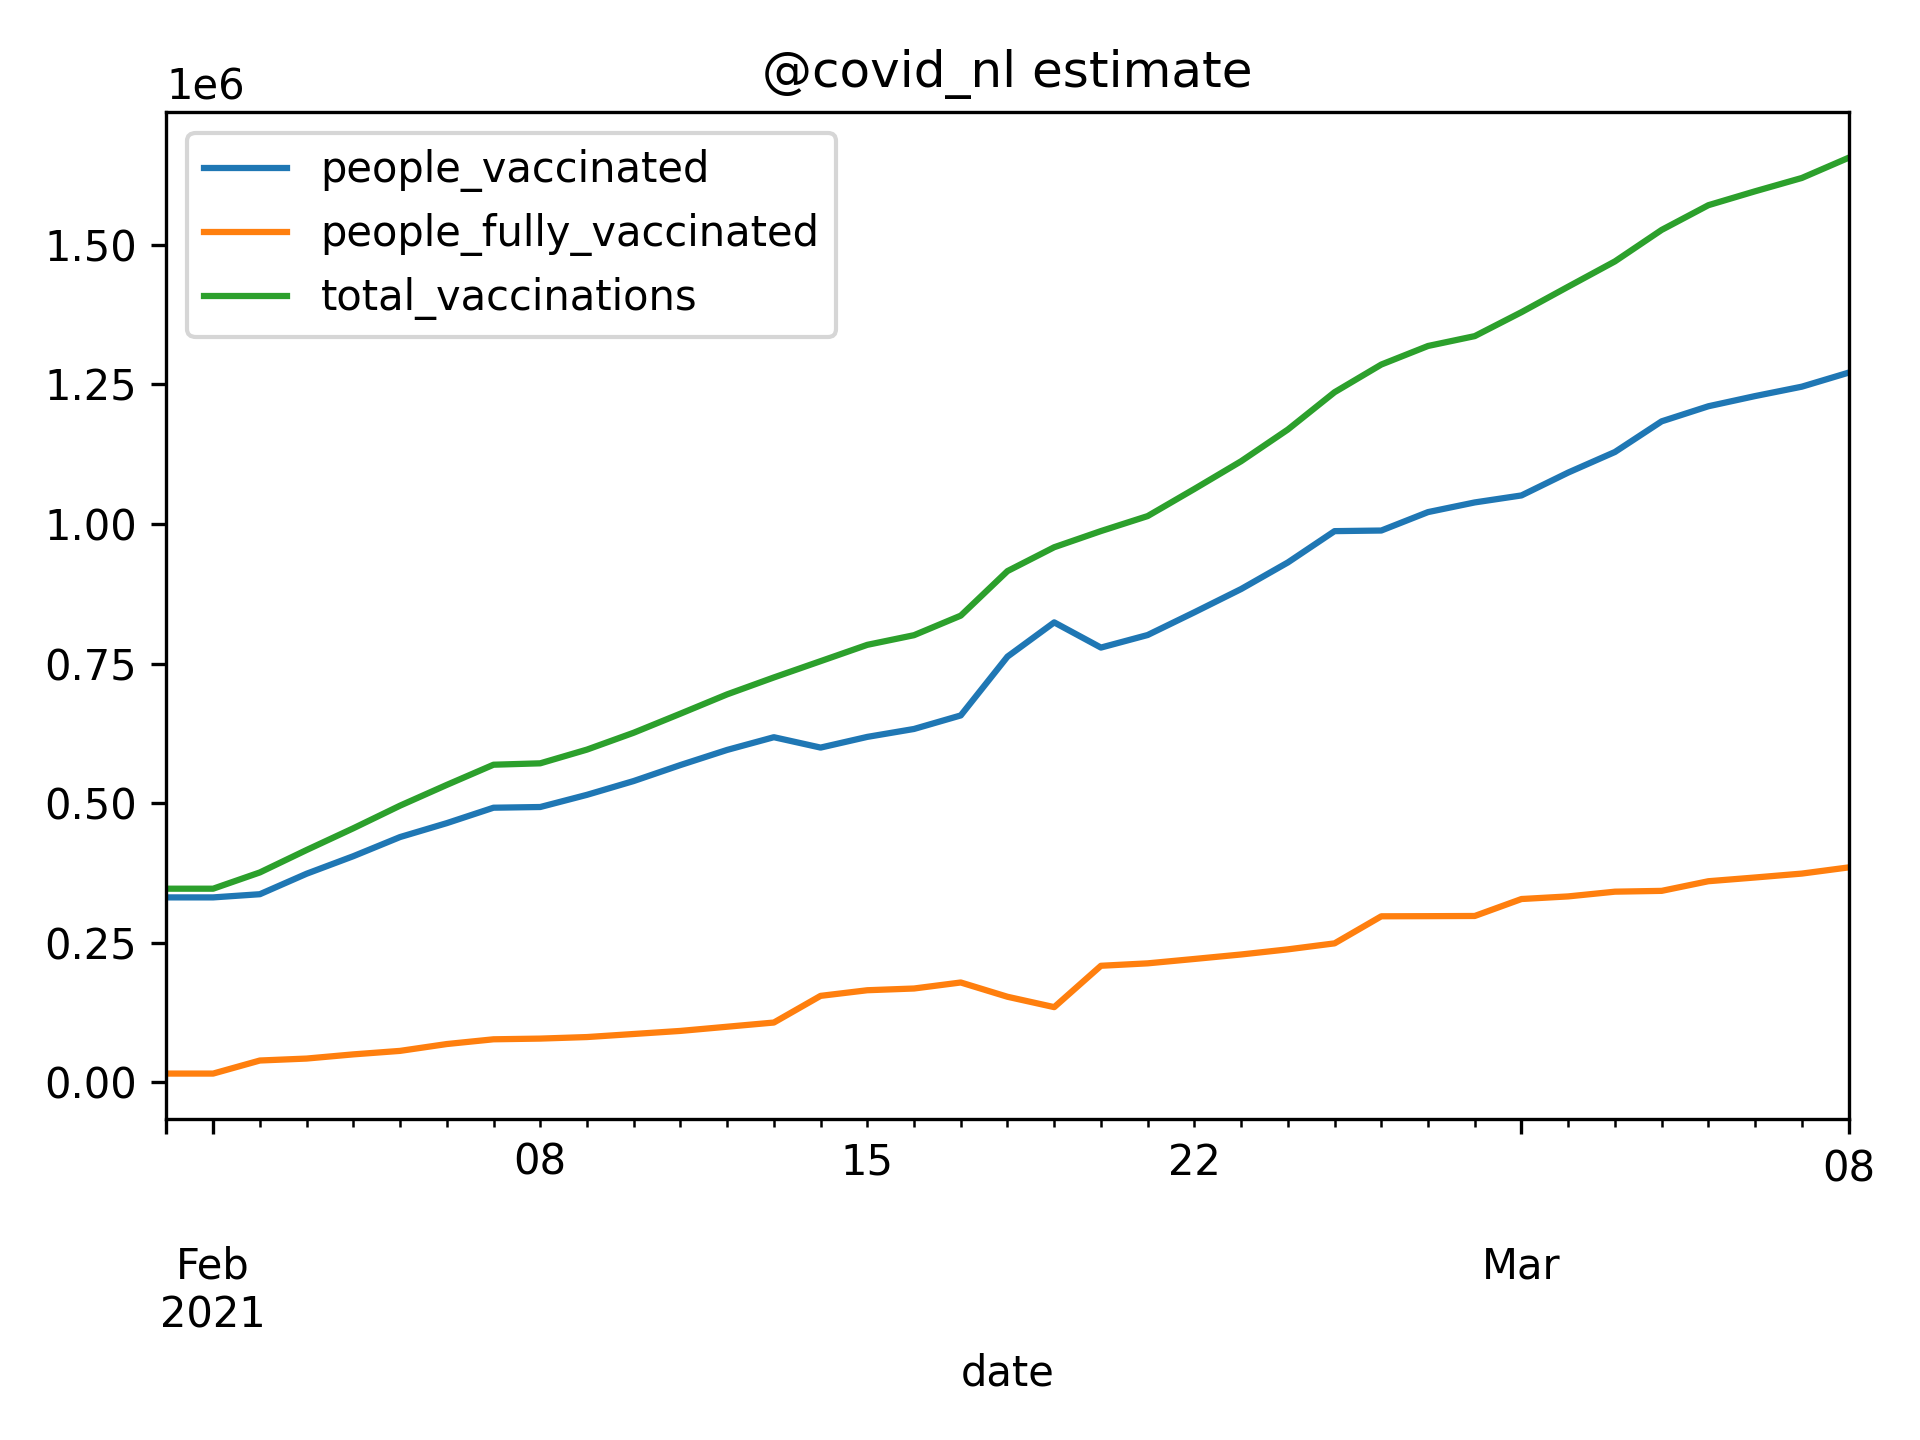 @covid_nl estimate
1e6
people_vaccinated
people_fully_vaccinated
total_vaccinations
1.50
1.25
1.00
0.75
0.50
0.25
0.00
08 15 22 08
Feb Mar
2021
date